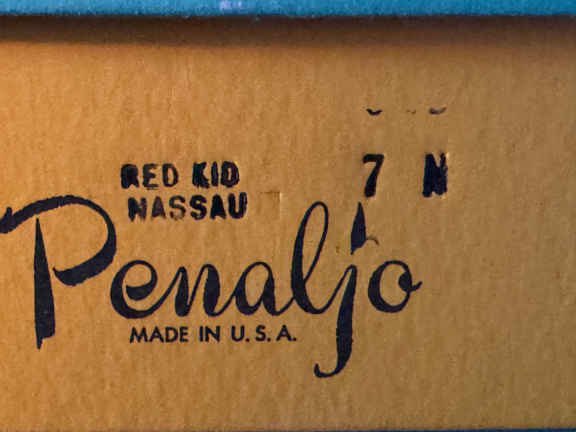 RED KID 7 N
NASSAU
Penaljo
MADE IN U.S.A.